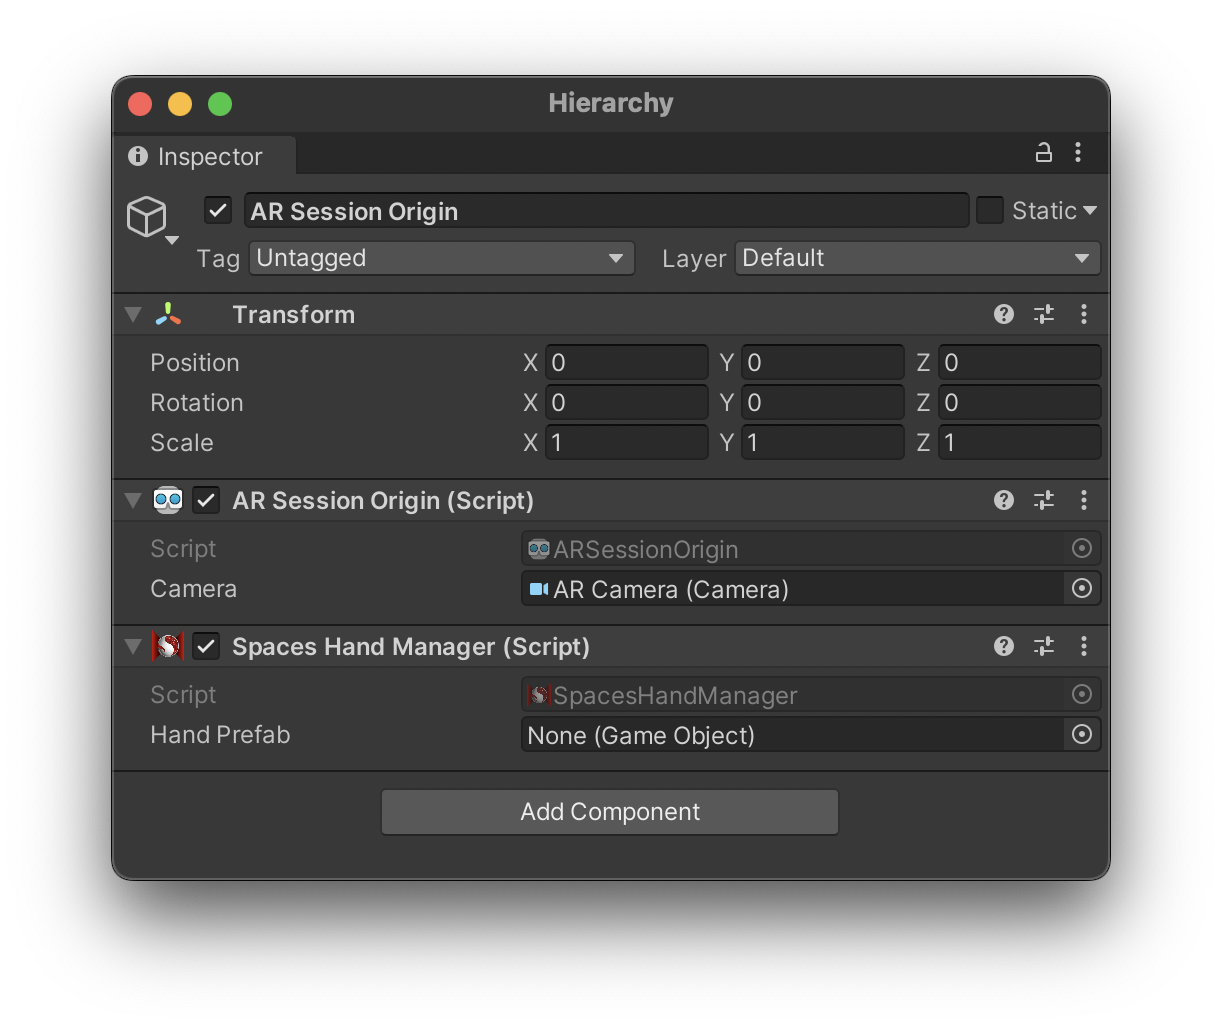 Hierarchy
Inspector
AR Session Origin
Static
Tag Untagged Layer Default
Transform
Position X 0 Y 0 Z 0
Rotation X 0 Y 0 Z 0
Scale X 1 Y 1 Z 1
AR Session Origin (Script)
Script ARSessionOrigin
Camera AR Camera (Camera)
Spaces Hand Manager (Script)
Script SpacesHandManager
Hand Prefab None (Game Object)
Add Component